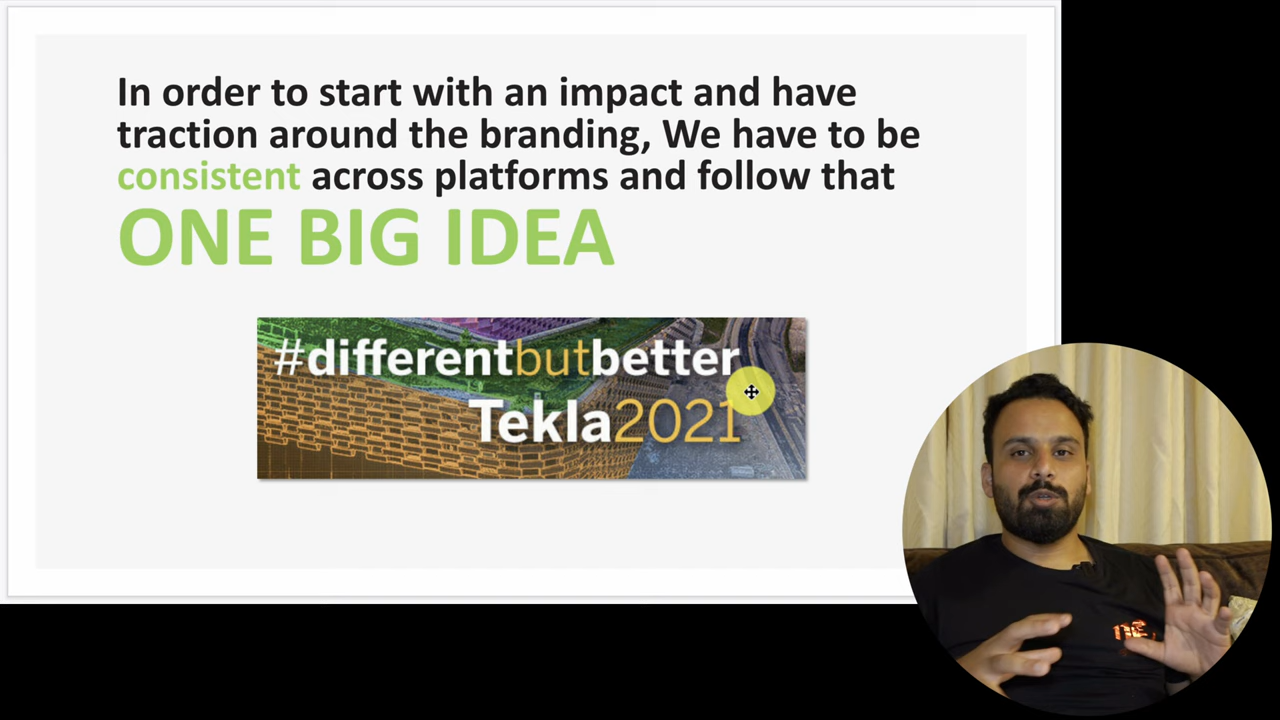 In order to start with an impact and have
traction around the branding, We have to be
consistent across platforms and follow that
ONE BIG IDEA
#differentbutbetter
Tekla2021